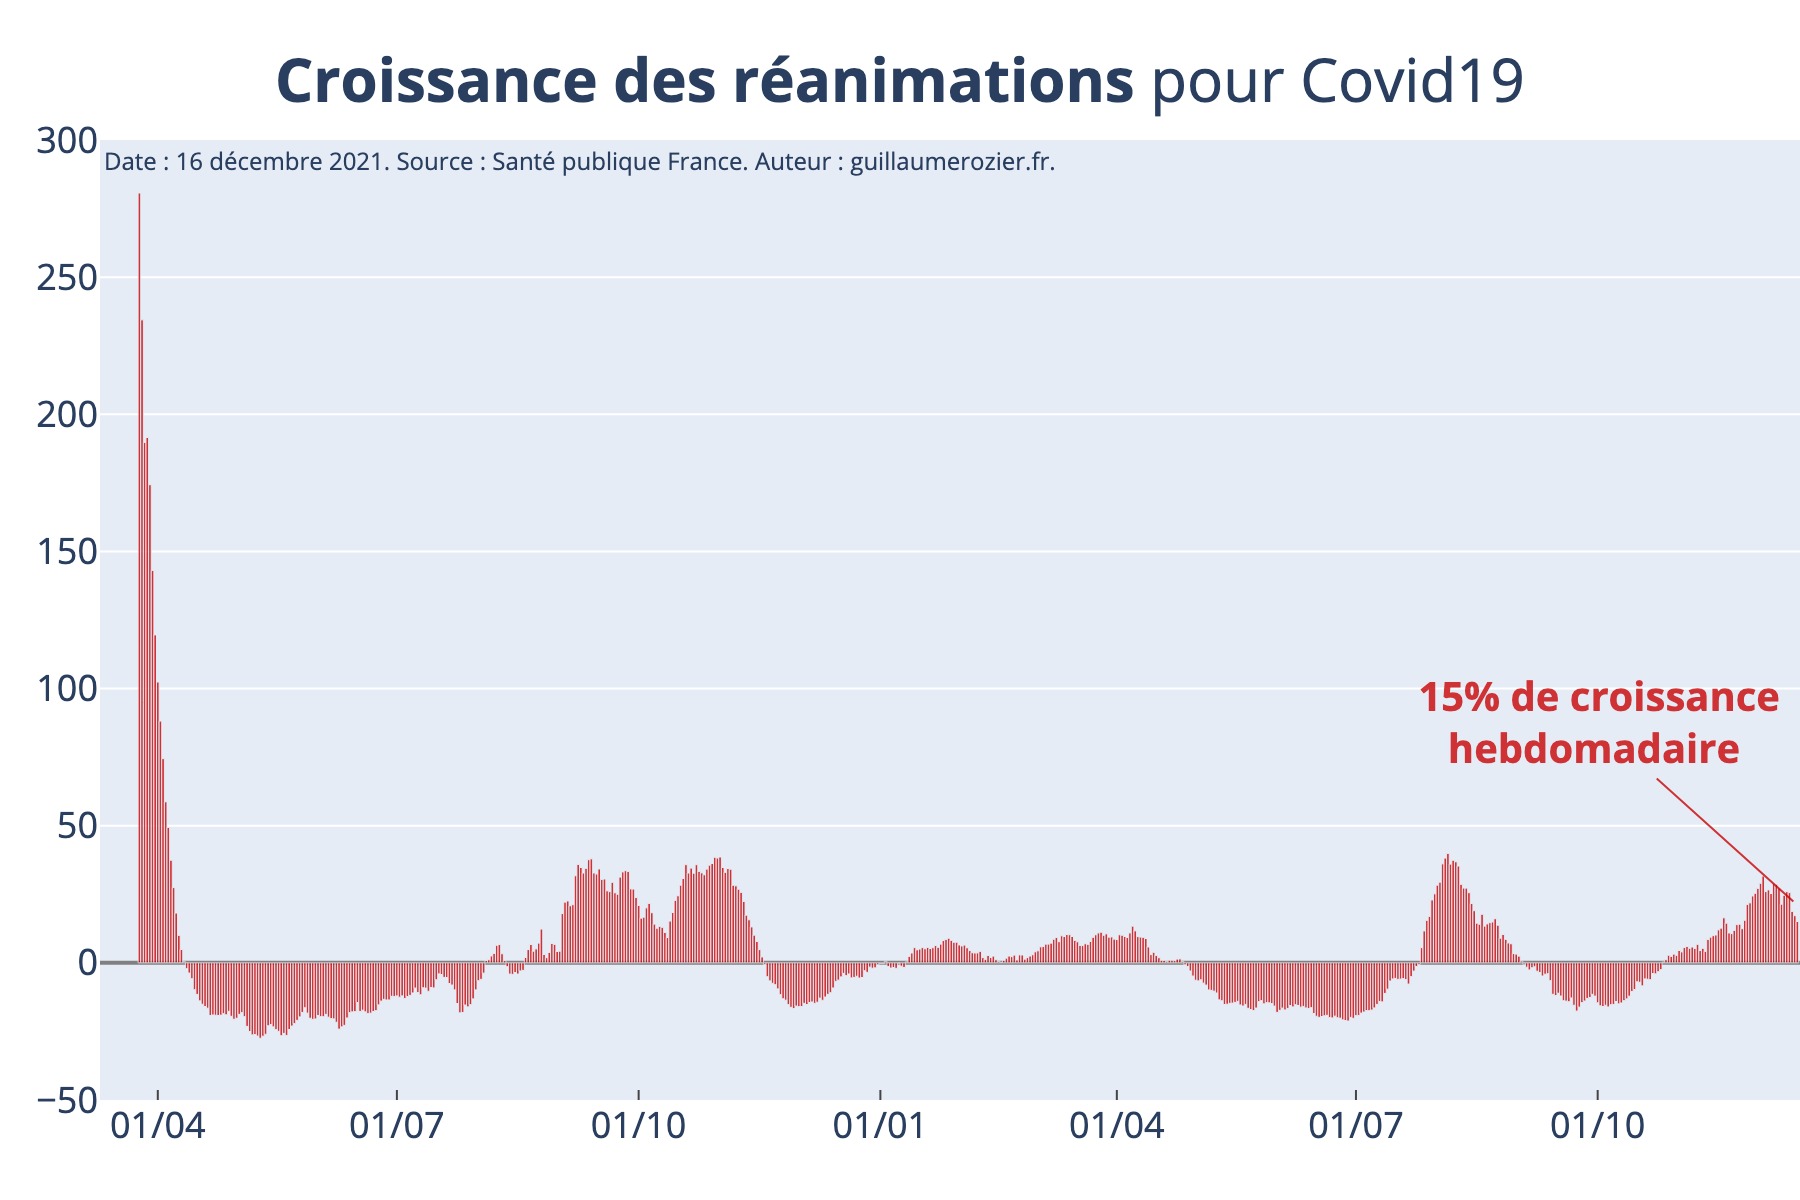 Croissance des réanimations pour Covid19
300
Date : 16 décembre 2021. Source : Santé publique France. Auteur : guillaumerozier.fr.
250
200
150
100
15% de croissance
hebdomadaire
50
0
−50
01/04 01/07 01/10 01/01 01/04 01/07 01/10